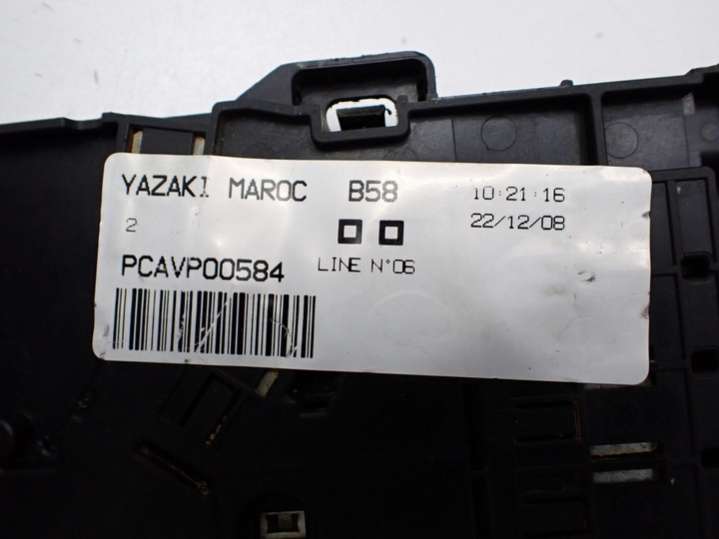 YAZAKI MAROC B58 10:21:16
2 22/12/08
PCAVP00584 LINE N°06